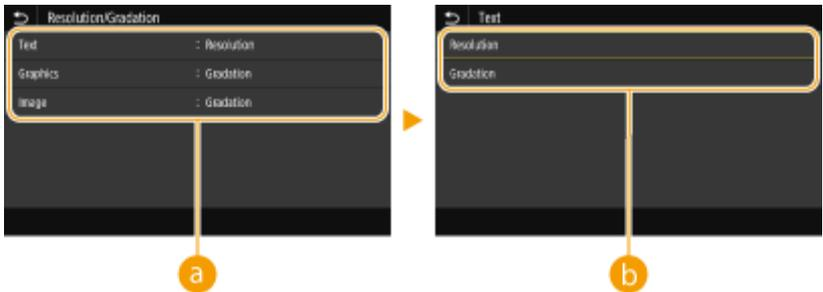 Resolution/Gradation
Text : Resolution
Graphics : Gradation
Image : Gradation
a
Text
Resolution
Gradation
b